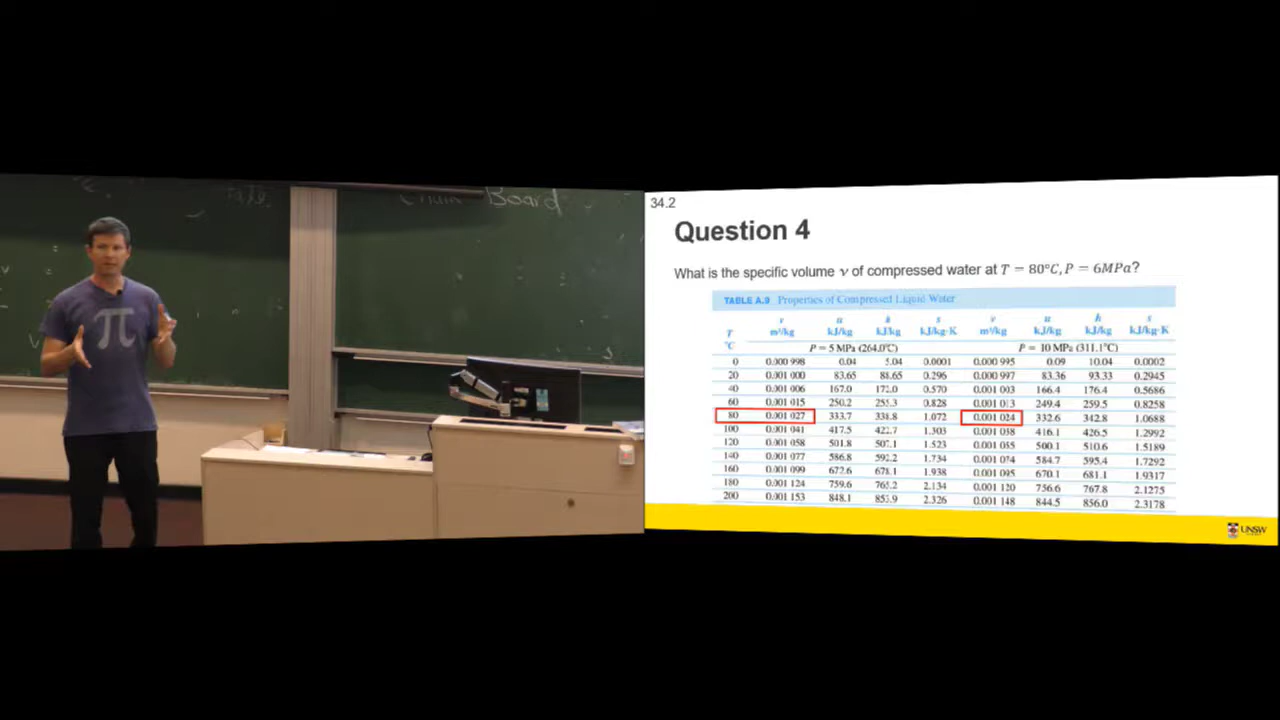 Board
π
34.2
Question 4
What is the specific volume ν of compressed water at T = 80°C, P = 6MPa?
TABLE A.9 Properties of Compressed Liquid Water
v u h s v u h s
T m³/kg kJ/kg kJ/kg kJ/kg·K m³/kg kJ/kg kJ/kg kJ/kg·K
°C P = 5 MPa (264.0°C) P = 10 MPa (311.1°C)
0 0.000 998 0.04 5.04 0.0001 0.000 995 0.09 10.04 0.0002
20 0.001 000 83.65 88.65 0.296 0.000 997 83.36 93.33 0.2945
40 0.001 006 167.0 172.0 0.570 0.001 003 166.4 176.4 0.5686
60 0.001 015 250.2 255.3 0.828 0.001 013 249.4 259.5 0.8258
80 0.001 027 333.7 338.8 1.072 0.001 024 332.6 342.8 1.0688
100 0.001 041 417.5 422.7 1.303 0.001 038 416.1 426.5 1.2992
120 0.001 058 501.8 507.1 1.523 0.001 055 500.1 510.6 1.5189
140 0.001 077 586.8 592.2 1.734 0.001 074 584.7 595.4 1.7292
160 0.001 099 672.6 678.1 1.938 0.001 095 670.1 681.1 1.9317
180 0.001 124 759.6 765.2 2.134 0.001 120 756.6 767.8 2.1275
200 0.001 153 848.1 853.9 2.326 0.001 148 844.5 856.0 2.3178
UNSW